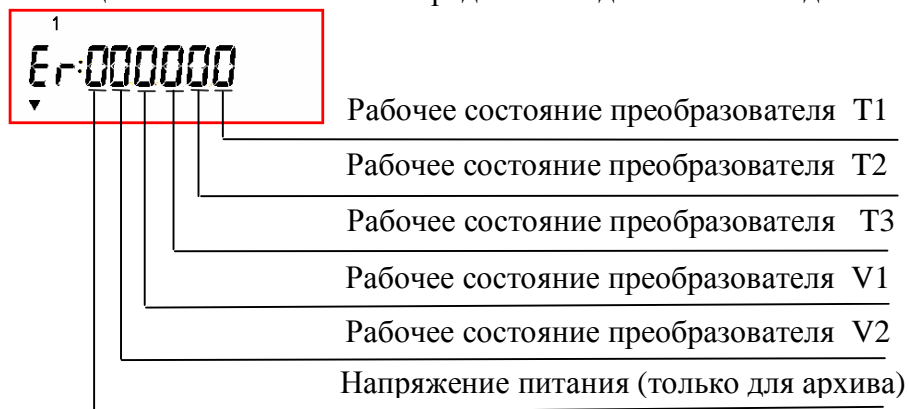 1
Er:000000
Рабочее состояние преобразователя T1
Рабочее состояние преобразователя T2
Рабочее состояние преобразователя T3
Рабочее состояние преобразователя V1
Рабочее состояние преобразователя V2
Напряжение питания (только для архива)